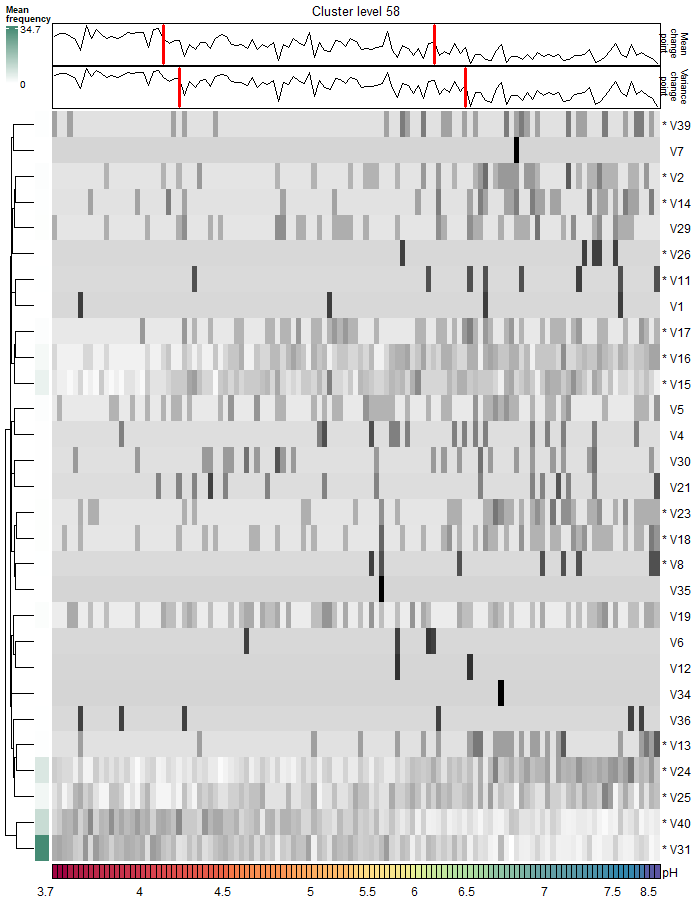 Cluster level 58
Mean
frequency
34.7
0
Mean
change
point
Variance
change
point
* V39
V7
* V2
* V14
V29
* V26
* V11
V1
* V17
* V16
* V15
V5
V4
V30
V21
* V23
* V18
* V8
V35
V19
V6
V12
V34
V36
* V13
* V24
* V25
* V40
* V31
pH
3.7 4 4.5 5 5.5 6 6.5 7 7.5 8.5